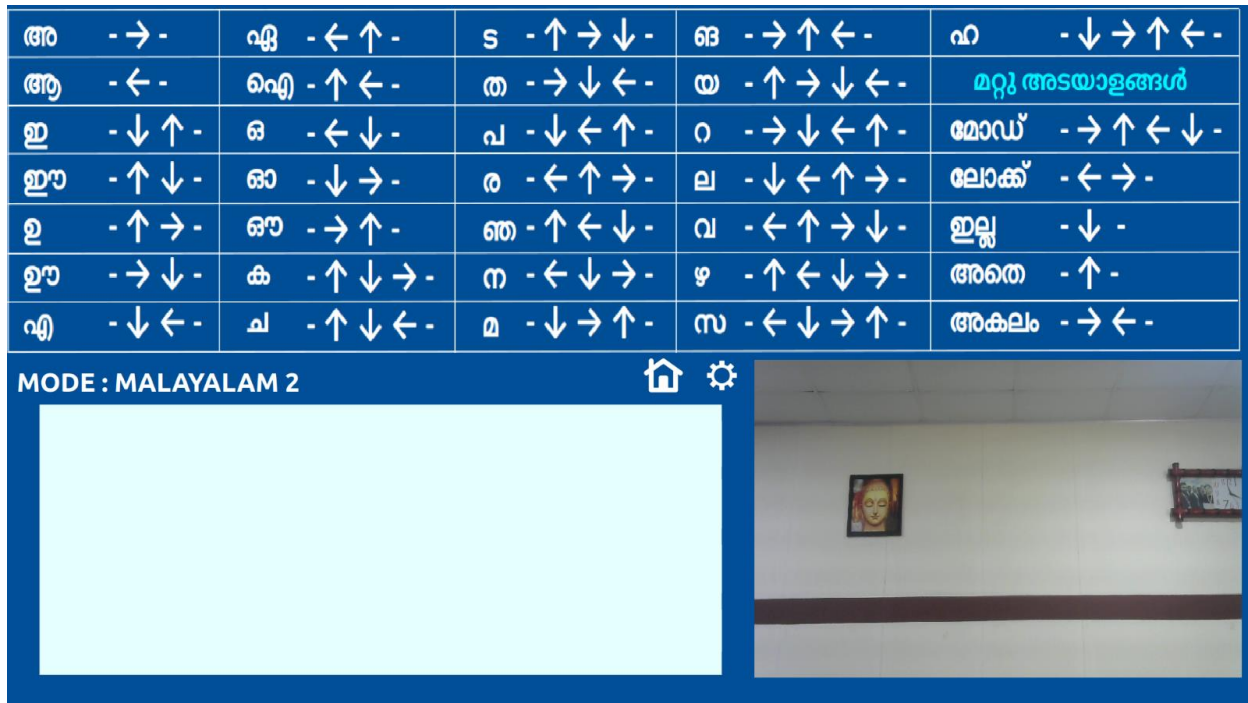 അ - → - ഏ - ← ↑ - ട - ↑ → ↓ - ങ - → ↑ ← - ഹ - ↓ → ↑ ← -
ആ - ← - ഐ - ↑ ← - ത - → ↓ ← - യ - ↑ → ↓ ← - മറ്റു അടയാളങ്ങൾ
ഇ - ↓ ↑ - ഒ - ← ↓ - പ - ↓ ← ↑ - റ - → ↓ ← ↑ - മോഡ് - → ↑ ← ↓ -
ഈ - ↑ ↓ - ഓ - ↓ → - ര - ← ↑ → - ല - ↓ ← ↑ → - ലോക്ക് - ← → -
ഉ - ↑ → - ഔ - → ↑ - ഞ - ↑ ← ↓ - വ - ← ↑ → ↓ - ഇല്ല - ↓ -
ഊ - → ↓ - ക - ↑ ↓ → - ന - ← ↓ → - ഴ - ↑ ← ↓ → - അതെ - ↑ -
എ - ↓ ← - ച - ↑ ↓ ← - മ - ↓ → ↑ - സ - ← ↓ → ↑ - അകലം - → ← -
MODE : MALAYALAM 2